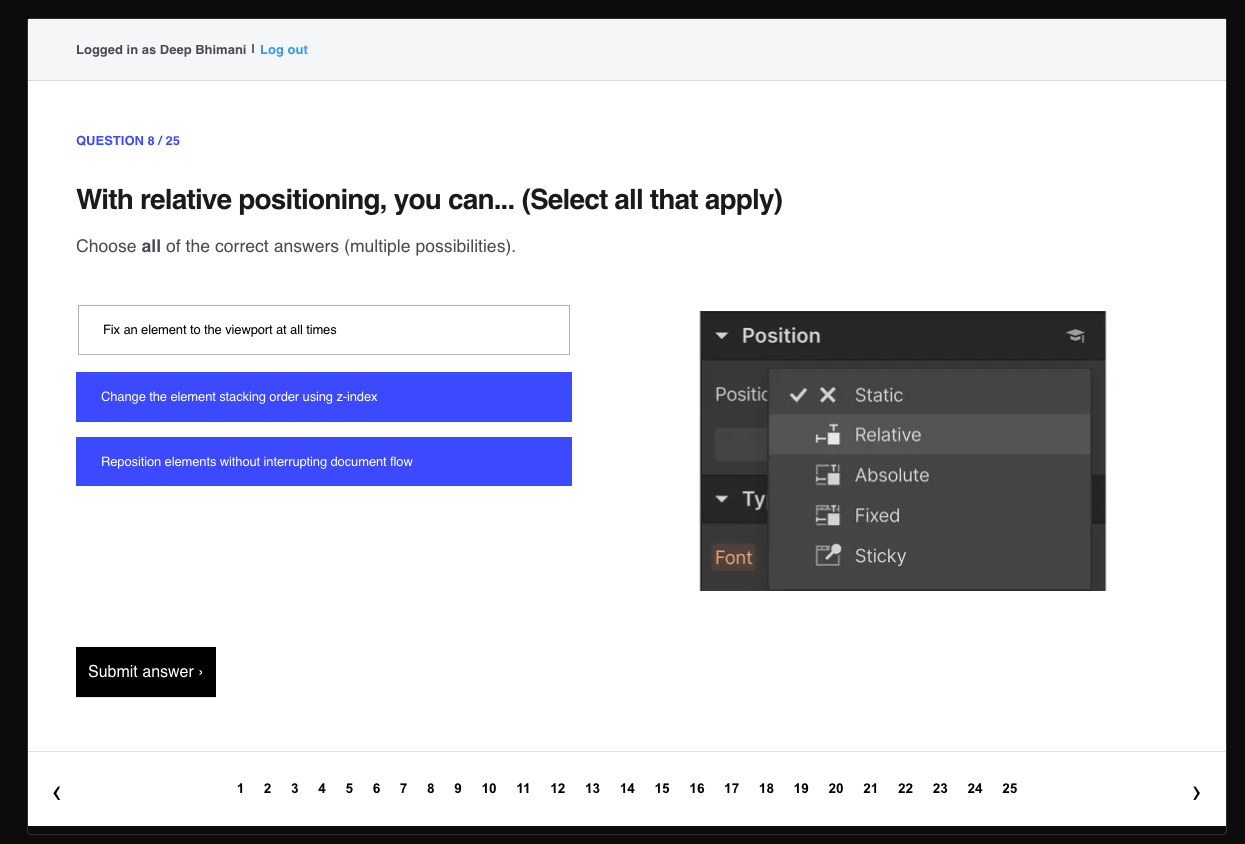 Logged in as Deep Bhimani | Log out
QUESTION 8 / 25
With relative positioning, you can... (Select all that apply)
Choose all of the correct answers (multiple possibilities).
Fix an element to the viewport at all times
Change the element stacking order using z-index
Reposition elements without interrupting document flow
Position
Positio
Static
Relative
Absolute
Ty
Fixed
Font
Sticky
Submit answer ›
‹ 1 2 3 4 5 6 7 8 9 10 11 12 13 14 15 16 17 18 19 20 21 22 23 24 25 ›